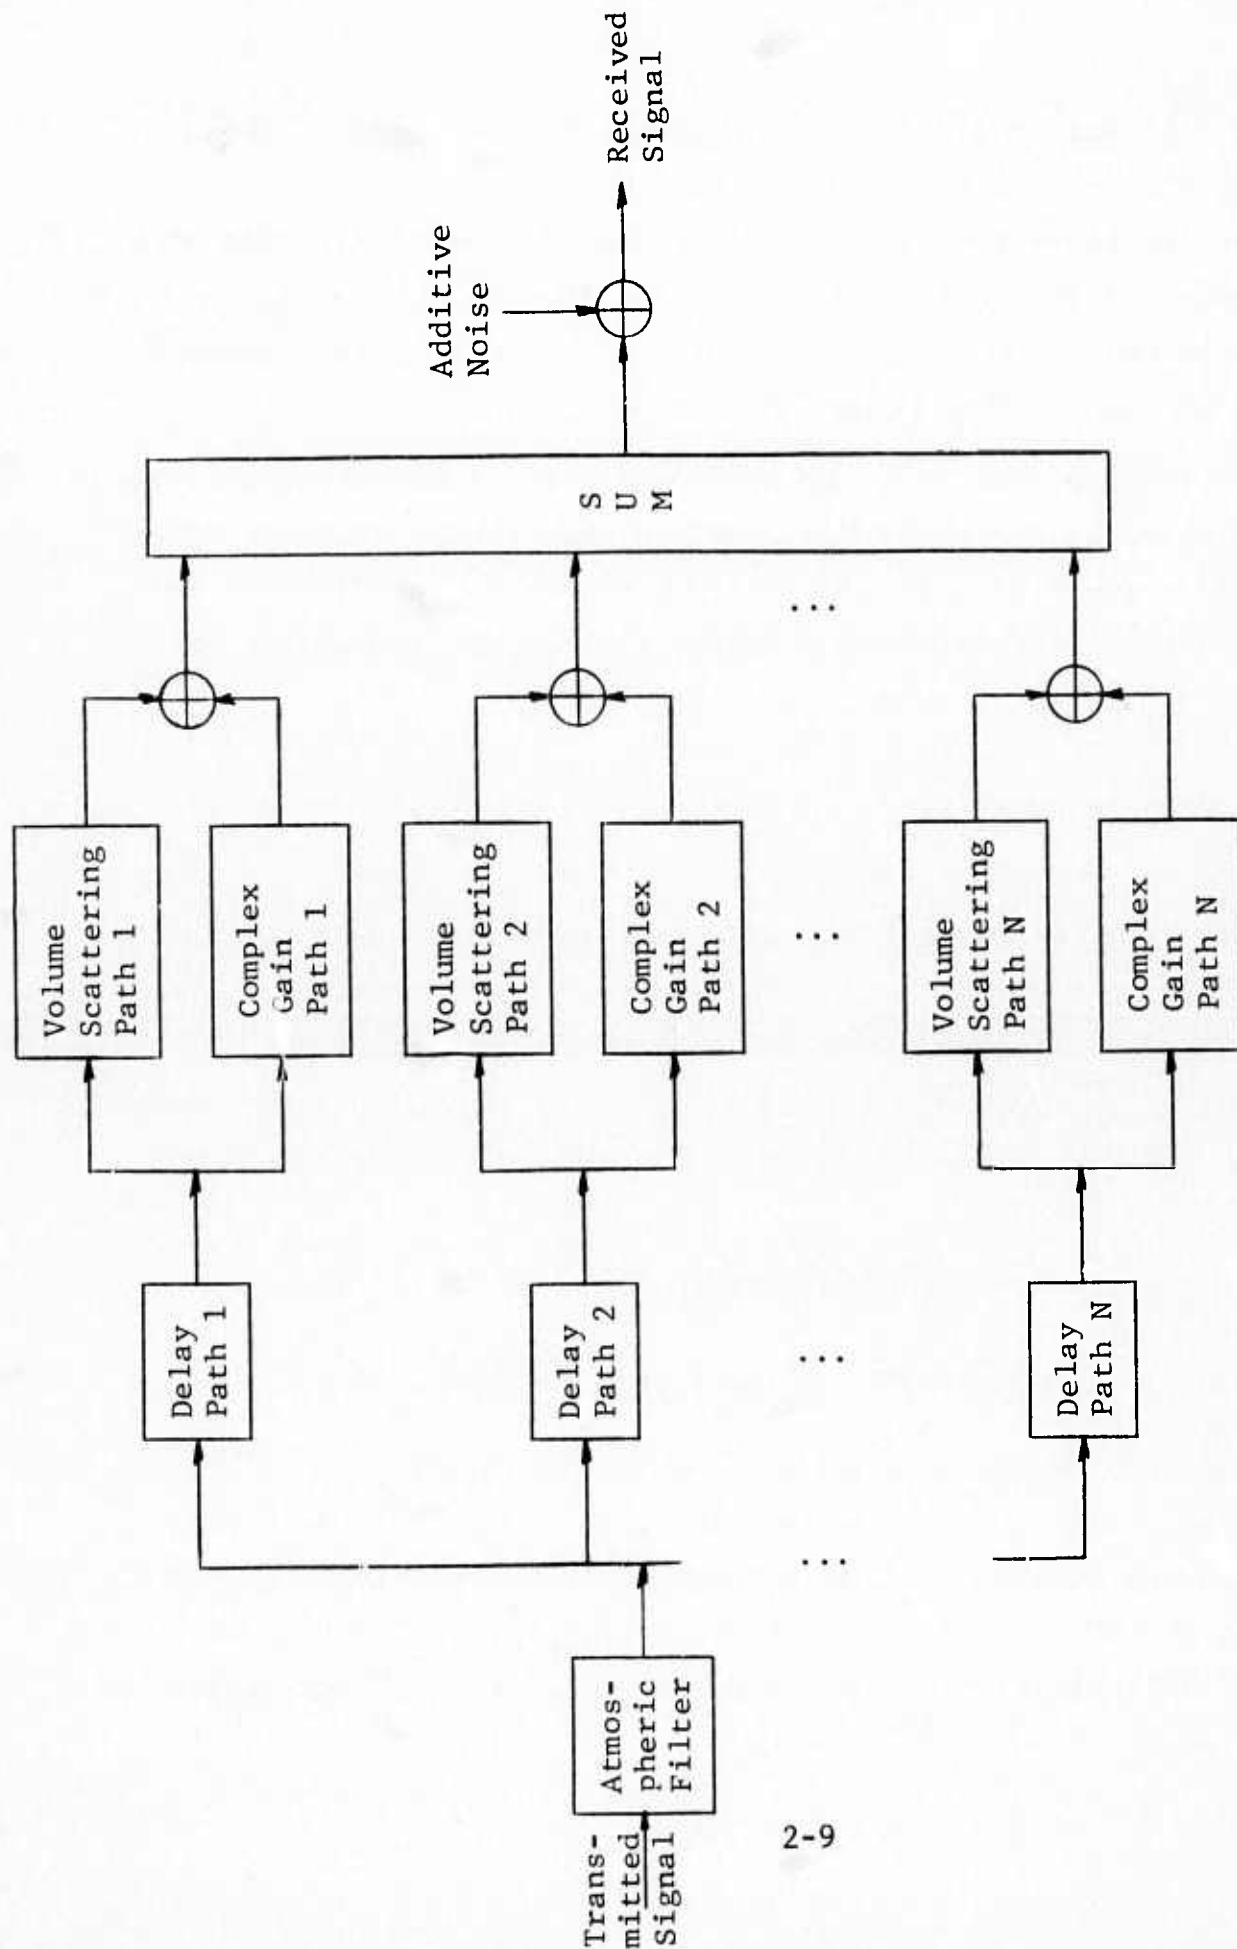 Trans-
mitted
Signal
Atmos-
pheric
Filter
Delay
Path 1
Delay
Path 2
...
Delay
Path N
...
Volume
Scattering
Path 1
Complex
Gain
Path 1
Volume
Scattering
Path 2
Complex
Gain
Path 2
...
Volume
Scattering
Path N
Complex
Gain
Path N
...
S
U
M
Additive
Noise
Received
Signal
2-9